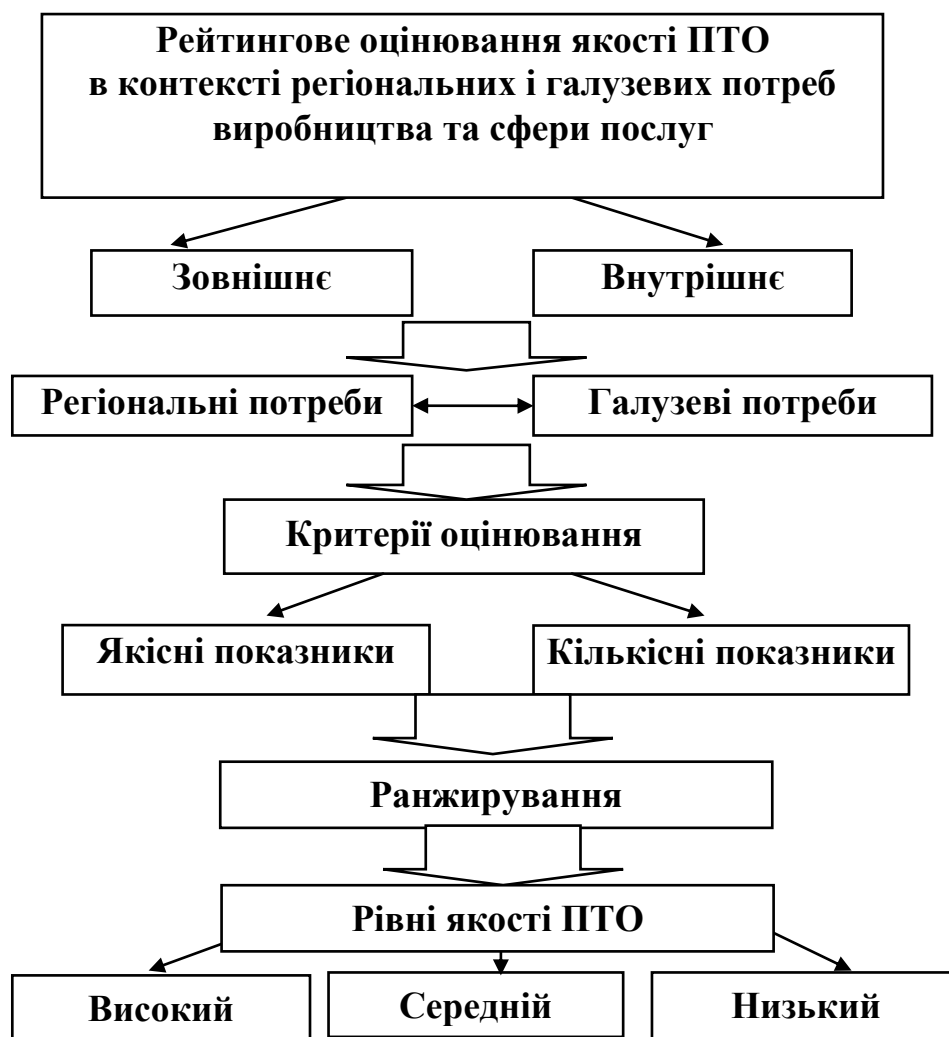 Рейтингове оцінювання якості ПТО
в контексті регіональних і галузевих потреб
виробництва та сфери послуг
Зовнішнє
Внутрішнє
Регіональні потреби
Галузеві потреби
Критерії оцінювання
Якісні показники
Кількісні показники
Ранжирування
Рівні якості ПТО
Високий
Середній
Низький